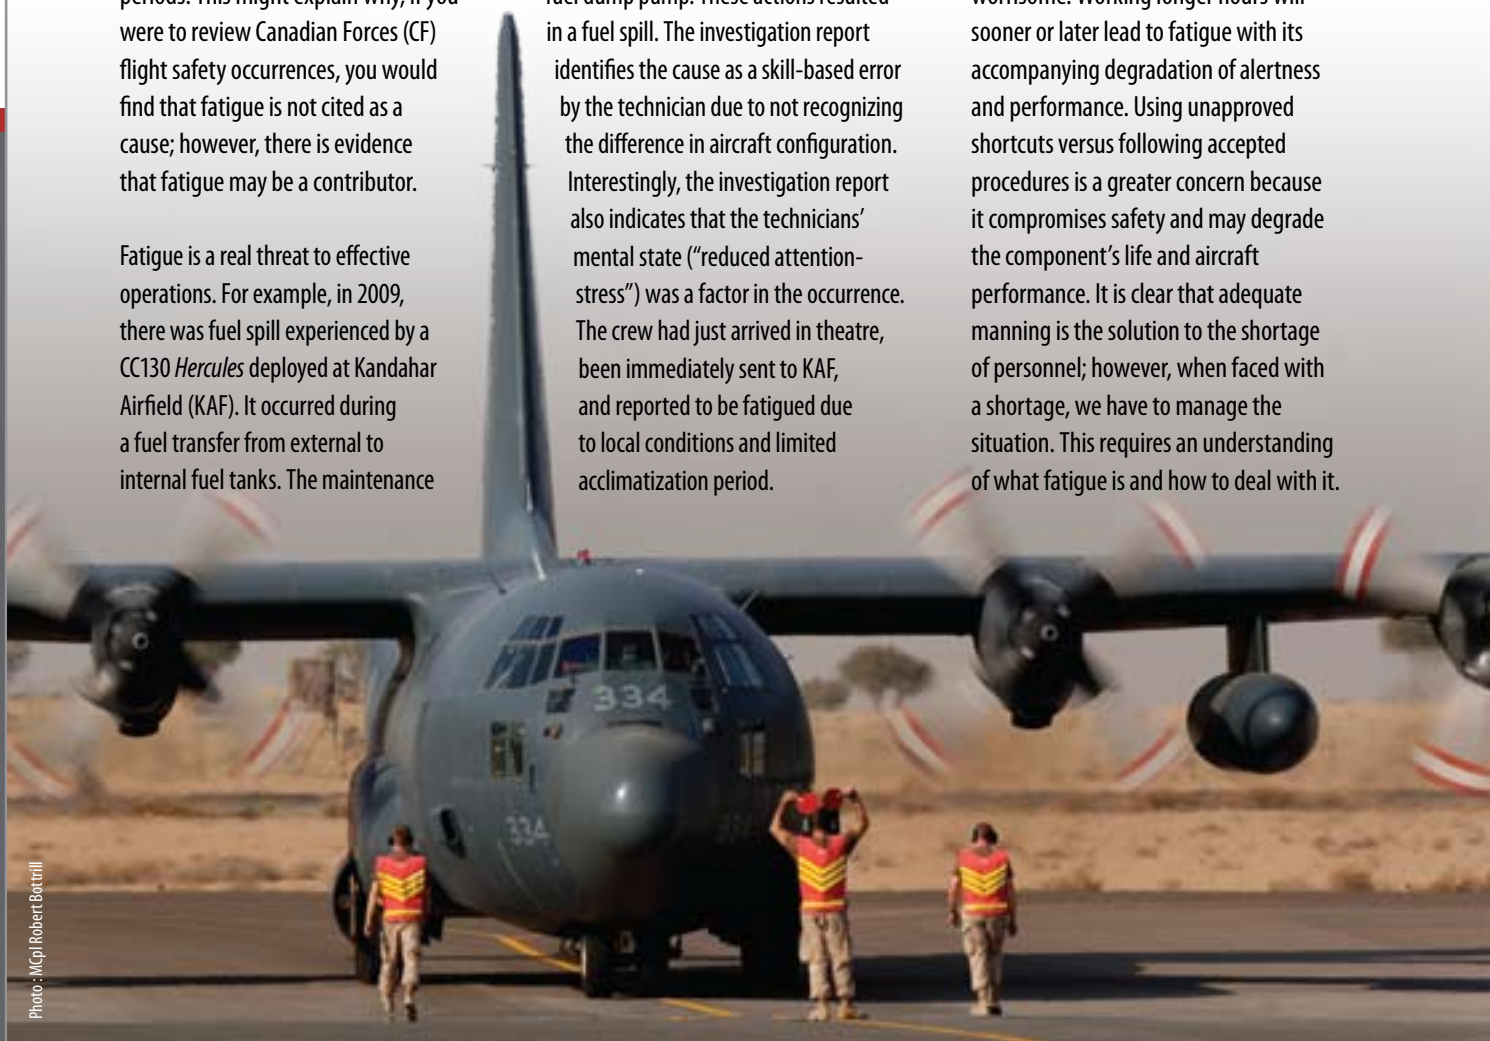 were to review Canadian Forces (CF)
flight safety occurrences, you would
find that fatigue is not cited as a
cause; however, there is evidence
that fatigue may be a contributor.
Fatigue is a real threat to effective
operations. For example, in 2009,
there was fuel spill experienced by a
CC130 Hercules deployed at Kandahar
Airfield (KAF). It occurred during
a fuel transfer from external to
internal fuel tanks. The maintenance
fuel dump pump. These actions resulted
in a fuel spill. The investigation report
identifies the cause as a skill-based error
by the technician due to not recognizing
the difference in aircraft configuration.
Interestingly, the investigation report
also indicates that the technicians’
mental state (“reduced attention-
stress”) was a factor in the occurrence.
The crew had just arrived in theatre,
been immediately sent to KAF,
and reported to be fatigued due
to local conditions and limited
acclimatization period.
worrisome. Working longer hours will
sooner or later lead to fatigue with its
accompanying degradation of alertness
and performance. Using unapproved
shortcuts versus following accepted
procedures is a greater concern because
it compromises safety and may degrade
the component’s life and aircraft
performance. It is clear that adequate
manning is the solution to the shortage
of personnel; however, when faced with
a shortage, we have to manage the
situation. This requires an understanding
of what fatigue is and how to deal with it.
334
334
Photo : MCpl Robert Bottrill